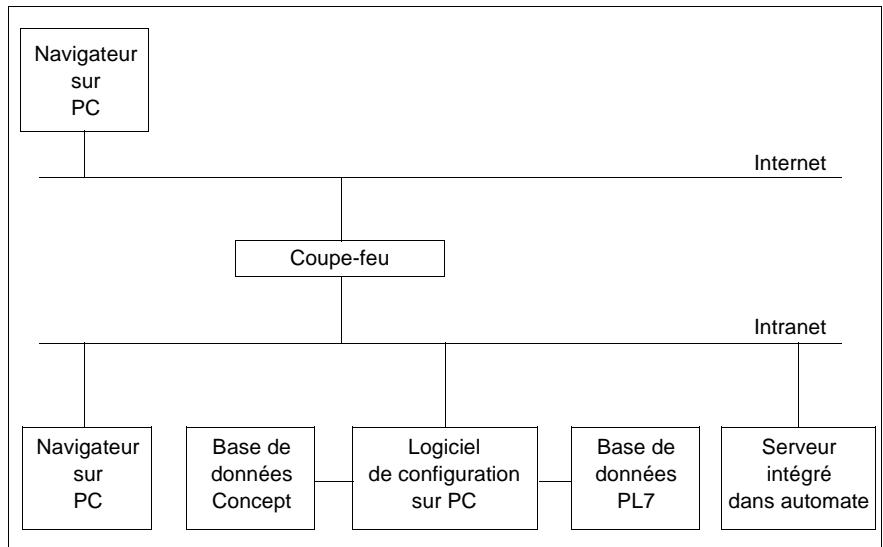 Navigateur
sur
PC
Internet
Coupe-feu
Intranet
Navigateur
sur
PC
Base de
données
Concept
Logiciel
de configuration
sur PC
Base de
données
PL7
Serveur
intégré
dans automate